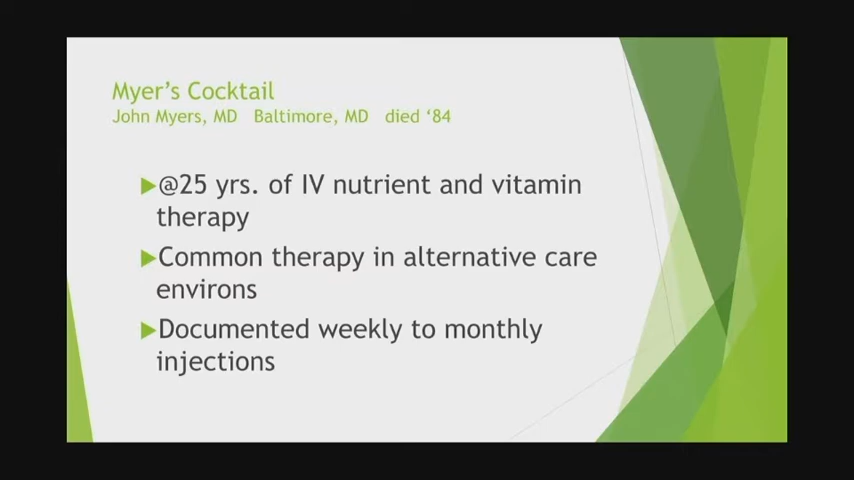 Myer's Cocktail
John Myers, MD Baltimore, MD died ‘84
@25 yrs. of IV nutrient and vitamin
therapy
Common therapy in alternative care
environs
Documented weekly to monthly
injections